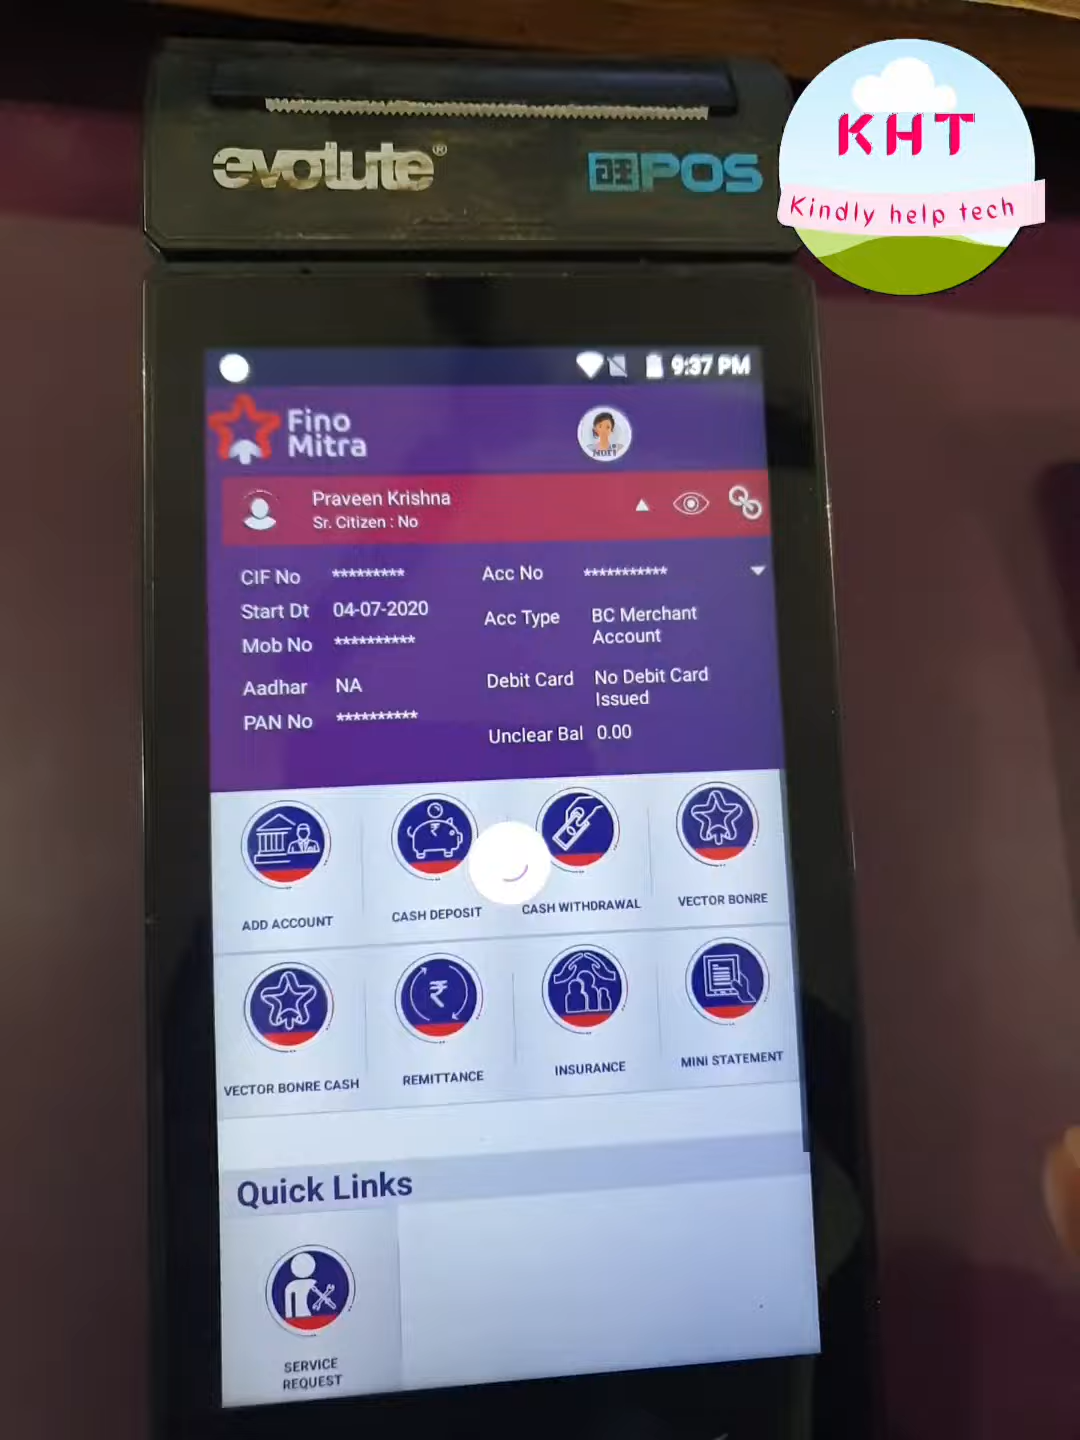 evolute®
POS
KHT
Kindly help tech
9:37 PM
Fino
Mitra
Praveen Krishna
Sr. Citizen : No
CIF No *********
Acc No ***********
Start Dt 04-07-2020
Acc Type BC Merchant
Account
Mob No **********
Aadhar NA
Debit Card No Debit Card
Issued
PAN No **********
Unclear Bal 0.00
ADD ACCOUNT
CASH DEPOSIT
CASH WITHDRAWAL
VECTOR BONRE
VECTOR BONRE CASH
REMITTANCE
INSURANCE
MINI STATEMENT
Quick Links
SERVICE
REQUEST